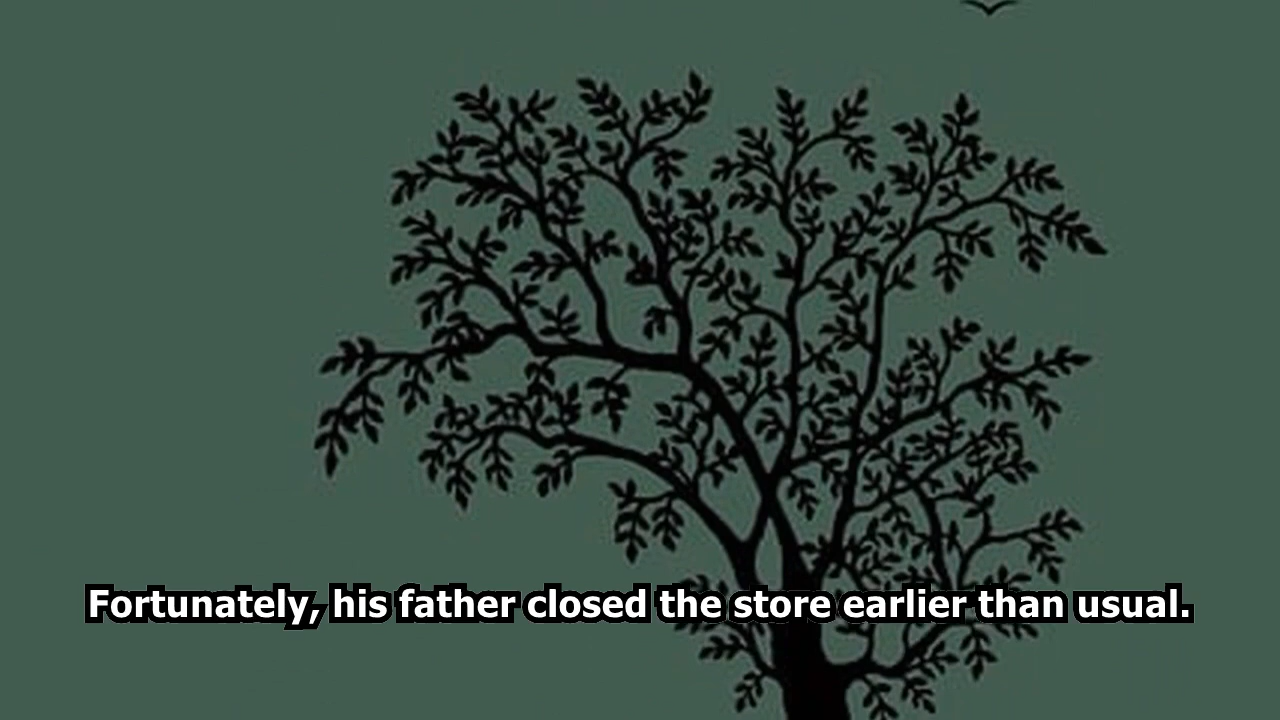 Fortunately, his father closed the store earlier than usual.